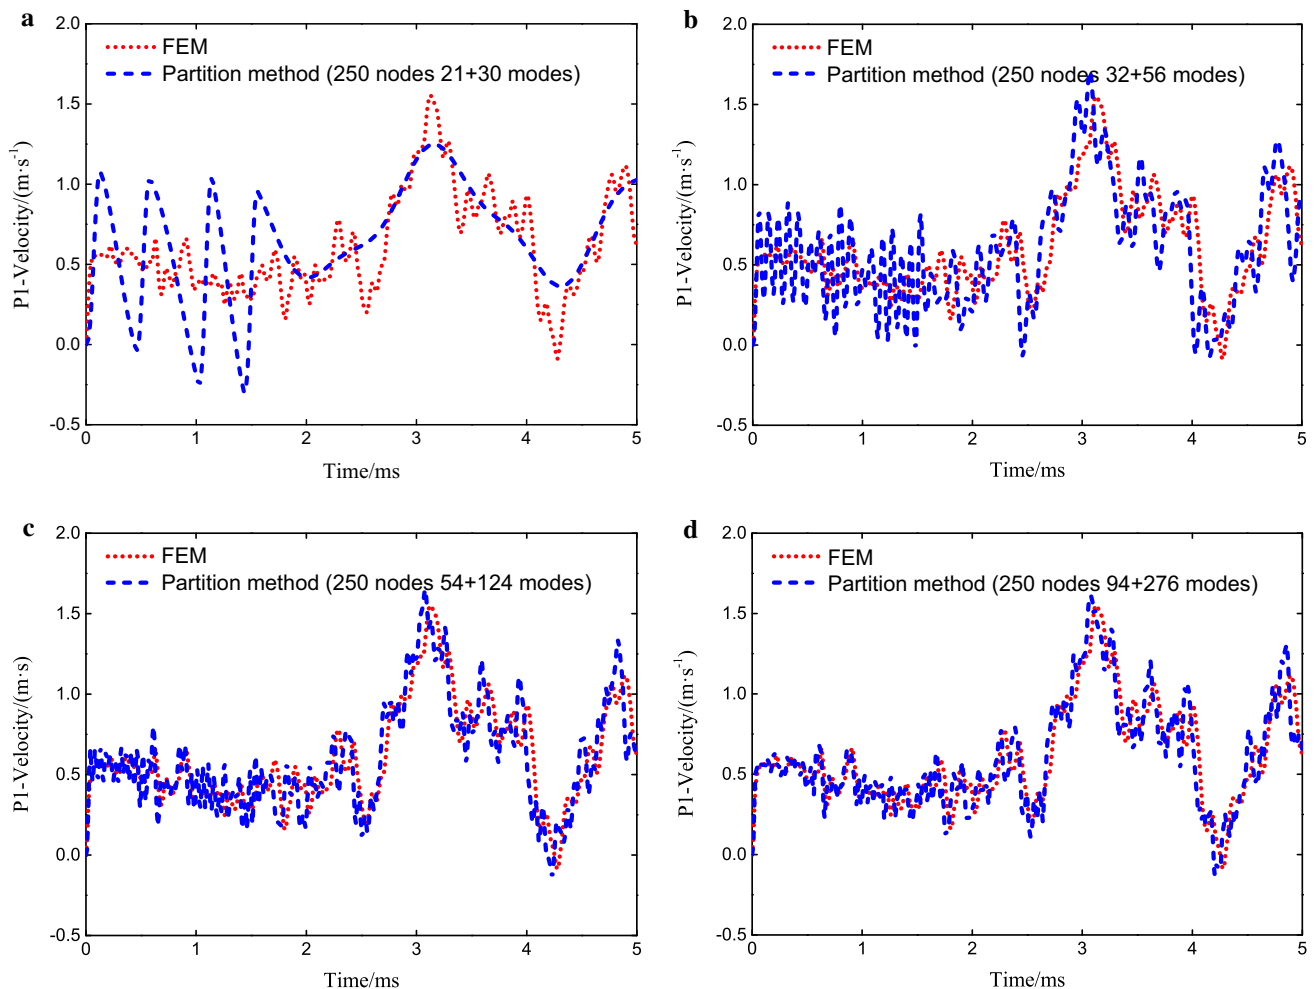 a
2.0
1.5
1.0
0.5
0.0
-0.5
P1-Velocity/(m·s⁻¹)
FEM
Partition method (250 nodes 21+30 modes)
0 1 2 3 4 5
Time/ms
b
2.0
1.5
1.0
0.5
0.0
-0.5
P1-Velocity/(m·s⁻¹)
FEM
Partition method (250 nodes 32+56 modes)
0 1 2 3 4 5
Time/ms
c
2.0
1.5
1.0
0.5
0.0
-0.5
P1-Velocity/(m·s)
FEM
Partition method (250 nodes 54+124 modes)
0 1 2 3 4 5
Time/ms
d
2.0
1.5
1.0
0.5
0.0
-0.5
P1-Velocity/(m·s⁻¹)
FEM
Partition method (250 nodes 94+276 modes)
0 1 2 3 4 5
Time/ms